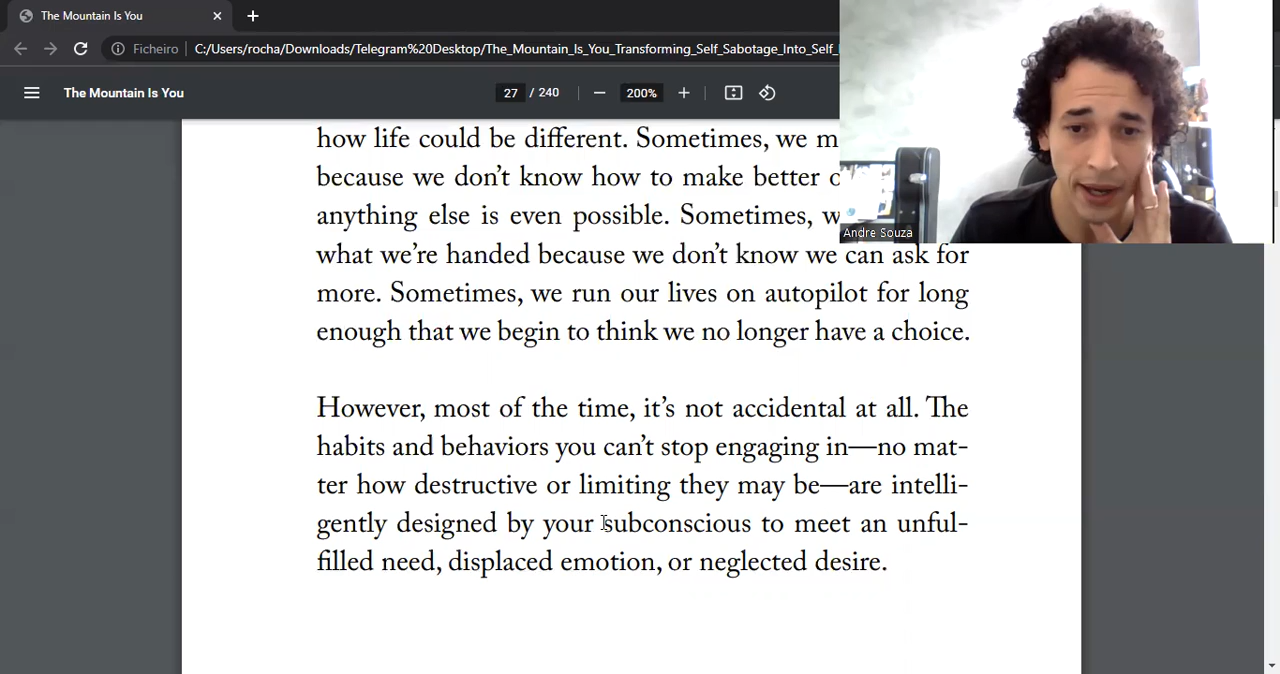 The Mountain Is You
Ficheiro
C:/Users/rocha/Downloads/Telegram%20Desktop/The_Mountain_Is_You_Transforming_Self_Sabotage_Into_Self_
The Mountain Is You
27 / 240
200%
how life could be different. Sometimes, we
because we don’t know how to make better
anything else is even possible. Sometimes,
Andre Souza
what we’re handed because we don’t know we can ask for
more. Sometimes, we run our lives on autopilot for long
enough that we begin to think we no longer have a choice.
However, most of the time, it’s not accidental at all. The
habits and behaviors you can’t stop engaging in—no mat-
ter how destructive or limiting they may be—are intelli-
gently designed by your subconscious to meet an unful-
filled need, displaced emotion, or neglected desire.